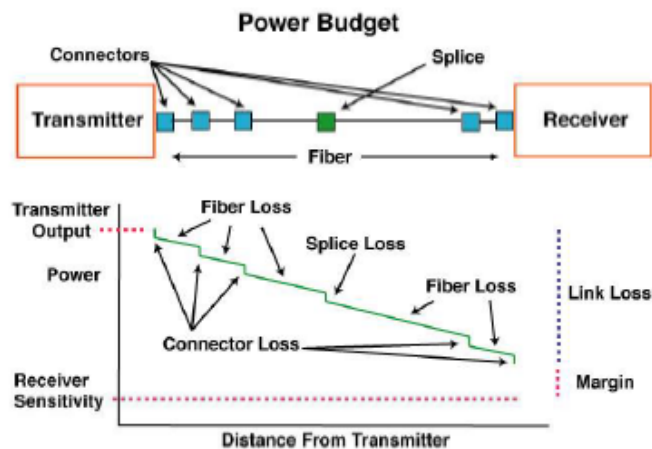 Power Budget
Connectors
Splice
Transmitter
Receiver
Fiber
Transmitter
Output
Fiber Loss
Splice Loss
Power
Fiber Loss
Link Loss
Connector Loss
Receiver
Sensitivity
Margin
Distance From Transmitter